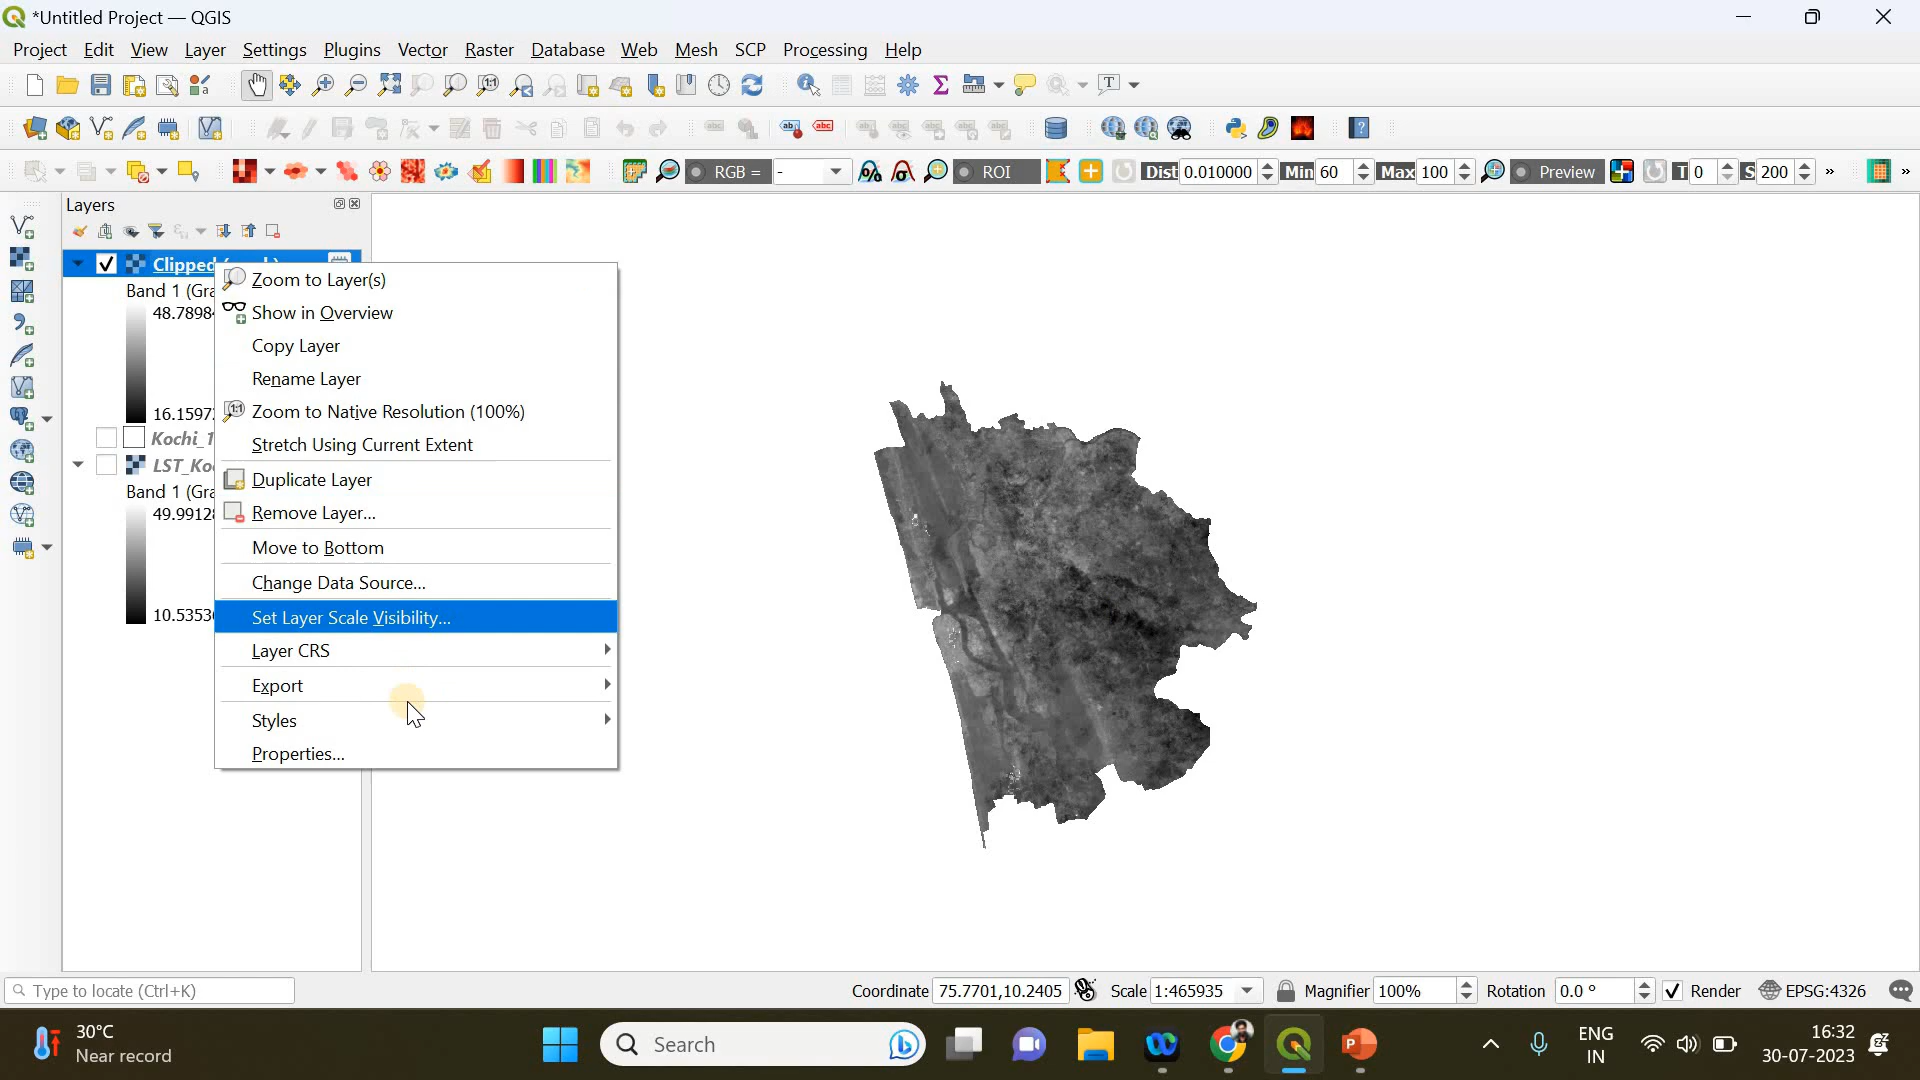 *Untitled Project — QGIS
Project Edit View Layer Settings Plugins Vector Raster Database Web Mesh SCP Processing Help
RGB = - ROI Dist 0.010000 Min 60 Max 100 Preview T 0 S 200 » »
Layers
Clipped
Band 1 (Gra
48.7898
16.1597
Kochi_1
LST_Ko
Band 1 (Gra
49.9912
10.5353
Zoom to Layer(s)
Show in Overview
Copy Layer
Rename Layer
Zoom to Native Resolution (100%)
Stretch Using Current Extent
Duplicate Layer
Remove Layer...
Move to Bottom
Change Data Source...
Set Layer Scale Visibility...
Layer CRS
Export
Styles
Properties...
Type to locate (Ctrl+K) Coordinate 75.7701,10.2405 Scale 1:465935 Magnifier 100% Rotation 0.0 ° Render EPSG:4326
30°C
Near record
Search
ENG
IN
16:32
30-07-2023